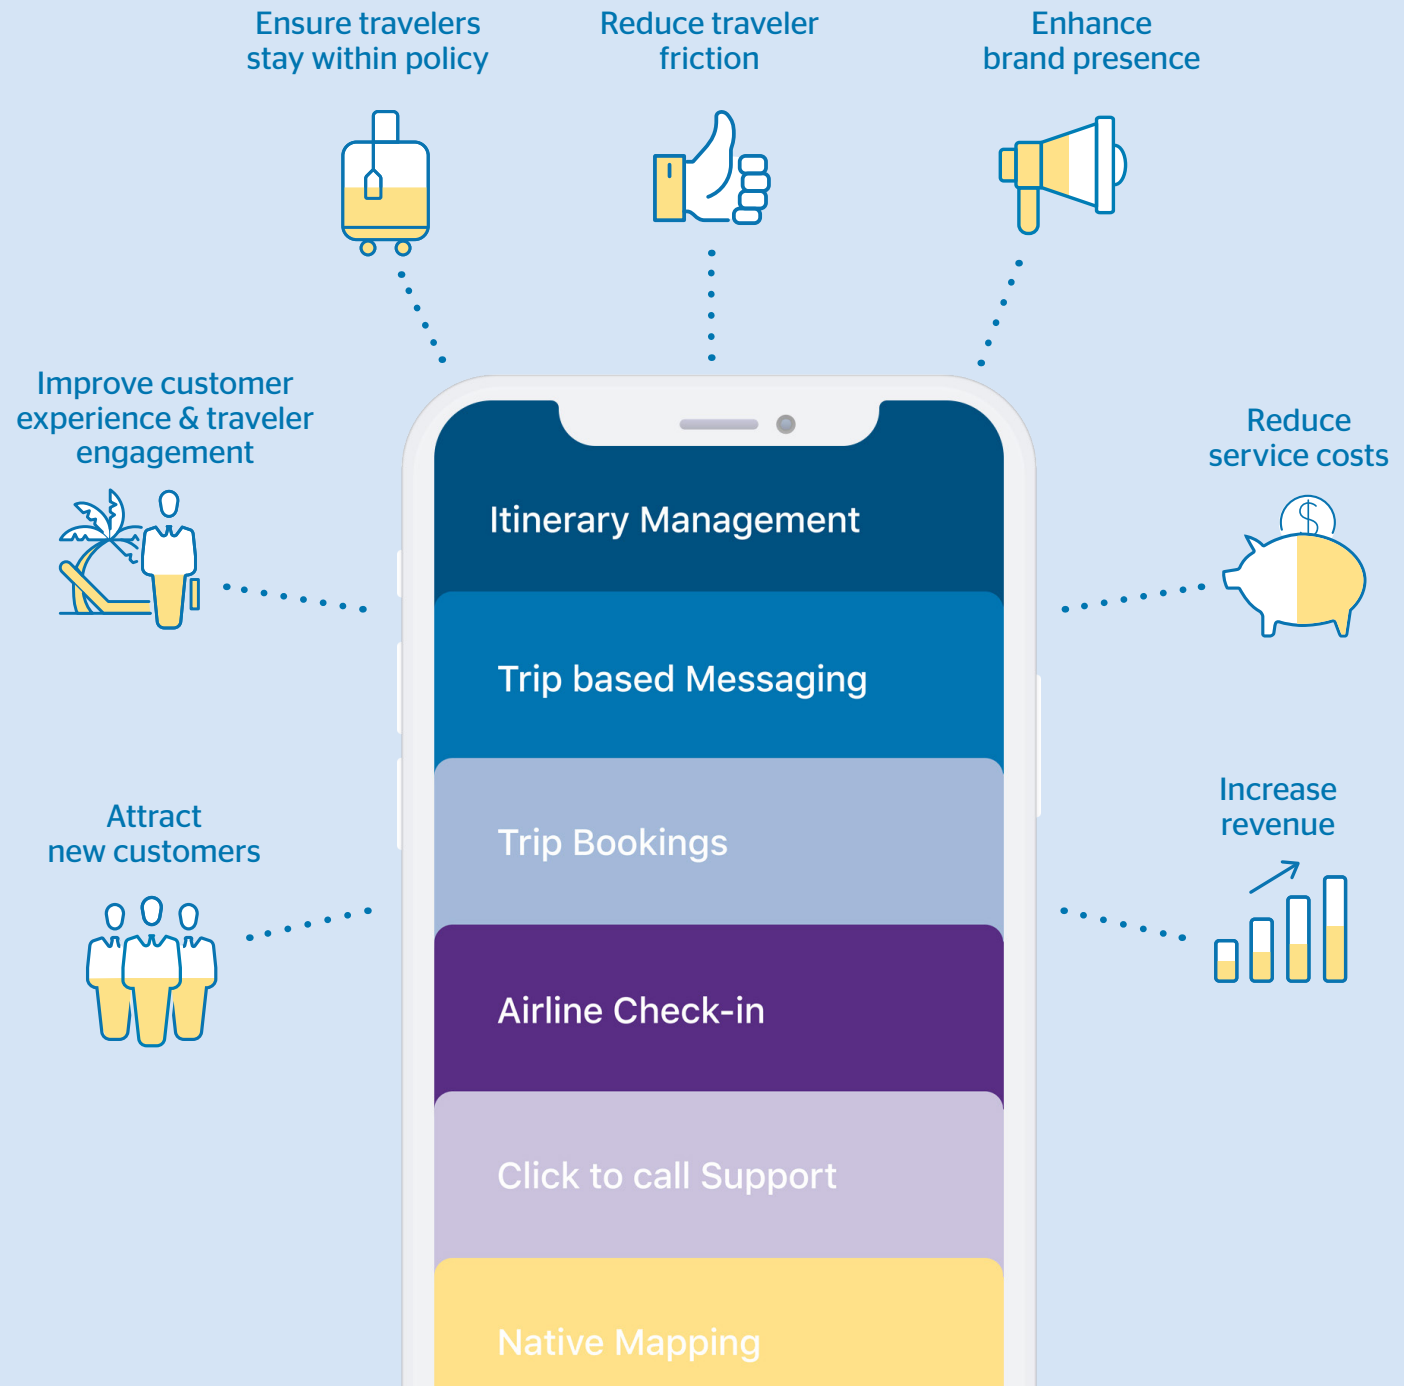 Ensure travelers
stay within policy
Reduce traveler
friction
Enhance
brand presence
Improve customer
experience & traveler
engagement
Reduce
service costs
$
Attract
new customers
Increase
revenue
Itinerary Management
Trip based Messaging
Trip Bookings
Airline Check-in
Click to call Support
Native Mapping